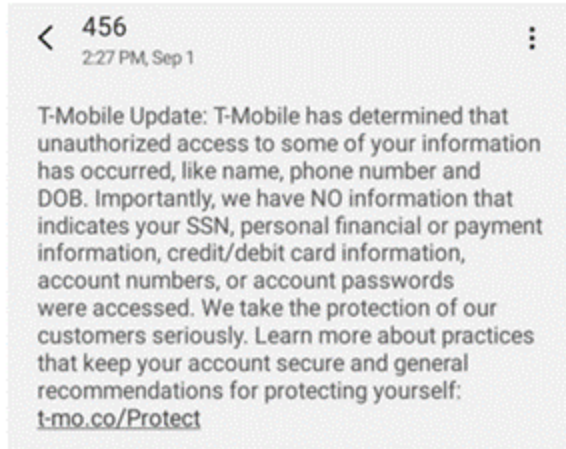 456
2:27 PM, Sep 1
T-Mobile Update: T-Mobile has determined that
unauthorized access to some of your information
has occurred, like name, phone number and
DOB. Importantly, we have NO information that
indicates your SSN, personal financial or payment
information, credit/debit card information,
account numbers, or account passwords
were accessed. We take the protection of our
customers seriously. Learn more about practices
that keep your account secure and general
recommendations for protecting yourself:
t-mo.co/Protect